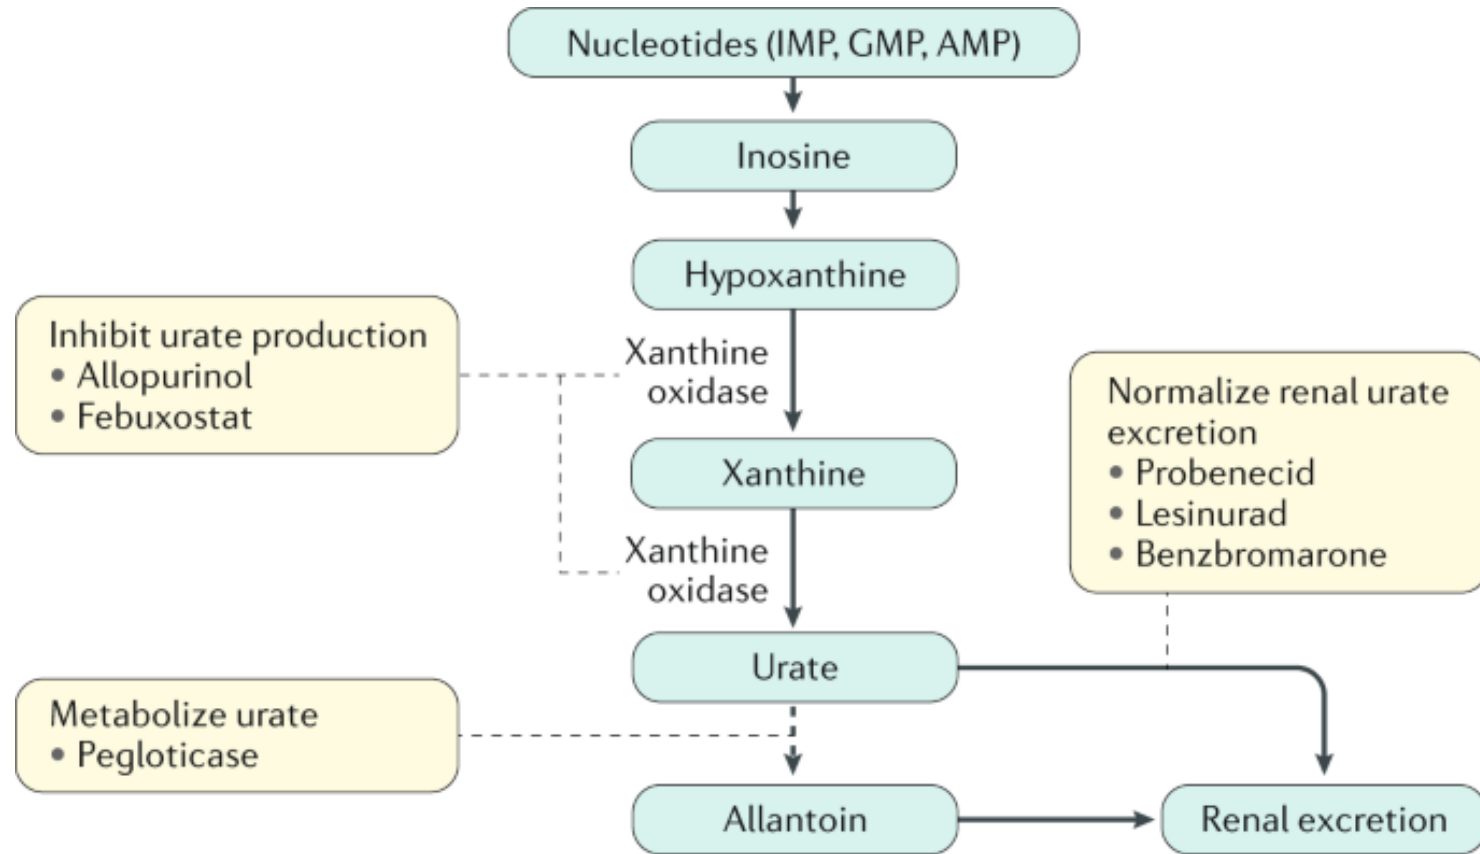 Nucleotides (IMP, GMP, AMP)
Inosine
Hypoxanthine
Inhibit urate production
• Allopurinol
• Febuxostat
Xanthine
oxidase
Normalize renal urate
excretion
• Probenecid
• Lesinurad
• Benzbromarone
Xanthine
Xanthine
oxidase
Urate
Metabolize urate
• Pegloticase
Allantoin
Renal excretion